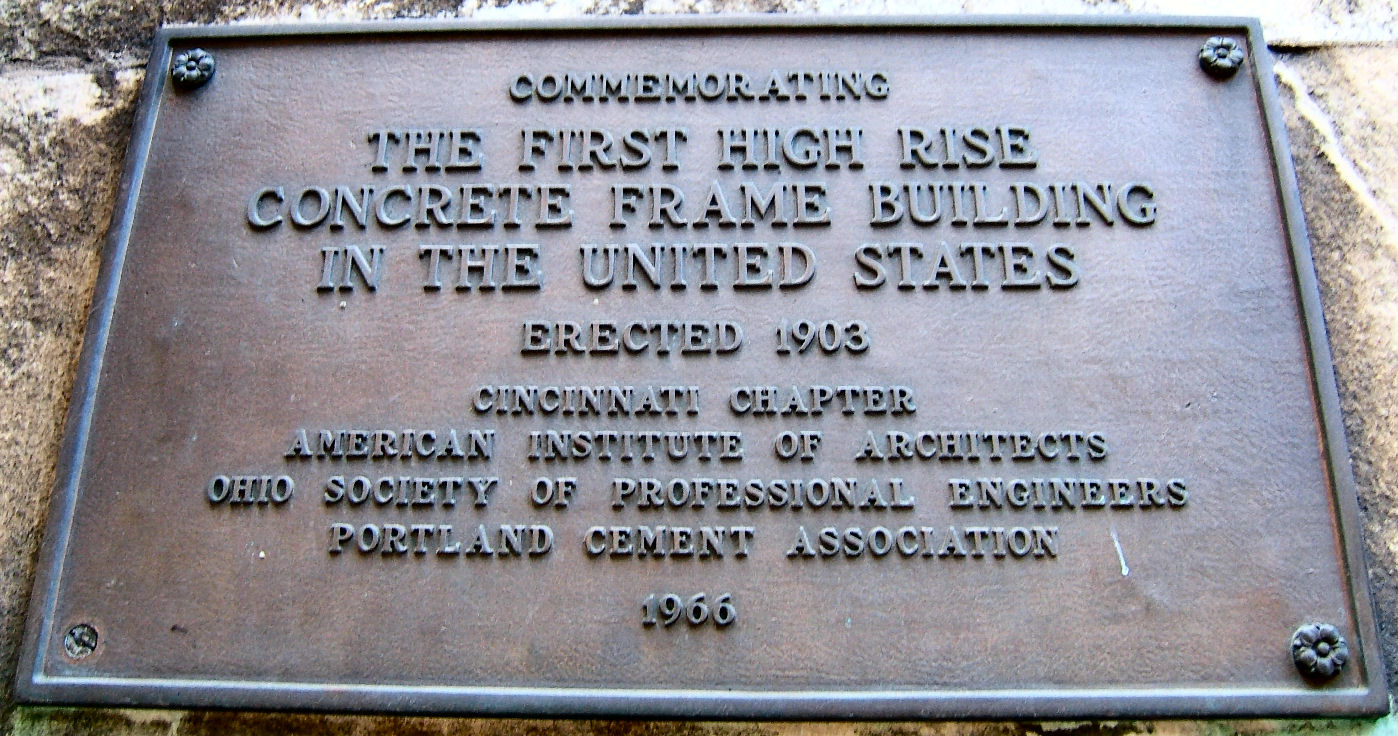 COMMEMORATING
THE FIRST HIGH RISE
CONCRETE FRAME BUILDING
IN THE UNITED STATES
ERECTED 1903
CINCINNATI CHAPTER
AMERICAN INSTITUTE OF ARCHITECTS
OHIO SOCIETY OF PROFESSIONAL ENGINEERS
PORTLAND CEMENT ASSOCIATION
1966